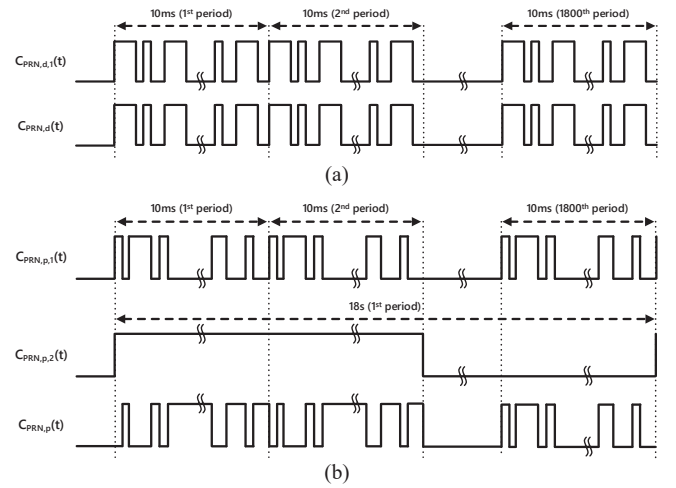 10ms (1st period) 10ms (2nd period) 10ms (1800th period)
CPRN,d,1(t)
CPRN,d(t)
(a)
10ms (1st period) 10ms (2nd period) 10ms (1800th period)
CPRN,p,1(t)
18s (1st period)
CPRN,p,2(t)
CPRN,p(t)
(b)